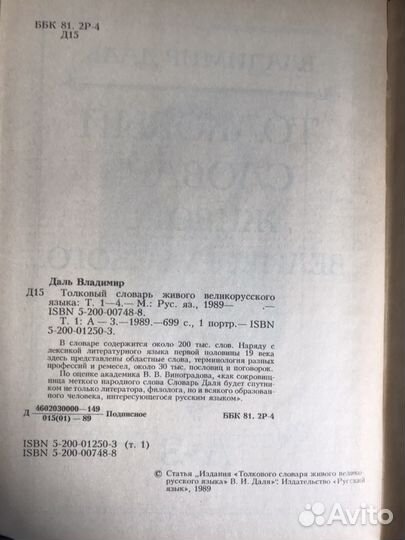 ББК 81. 2Р-4
Д15
Даль Владимир
Д15 Толковый словарь живого великорусского
языка: Т. 1—4.— М.: Рус. яз., 1989— .—
ISBN 5-200-00748-8.
Т. 1: А — З.—1989.—699 с., 1 портр.— ISBN
5-200-01250-3.
В словаре содержится около 200 тыс. слов. Наряду с
лексикой литературного языка первой половины 19 века
здесь представлены областные слова, терминология разных
профессий и ремесел, около 30 тыс. пословиц и поговорок.
По оценке академика В. В. Виноградова, «как сокровищ-
ница меткого народного слова Словарь Даля будет спутни-
ком не только литератора, филолога, но и всякого образо-
ванного человека, интересующегося русским языком».
Д 4602030000—149
015(01) —89 Подписное ББК 81. 2Р-4
ISBN 5-200-01250-3 (т. 1)
ISBN 5-200-00748-8
© Статья „Издания «Толкового словаря живого велико-
русского языка» В. И. Даля": Издательство «Русский
язык», 1989
Avito